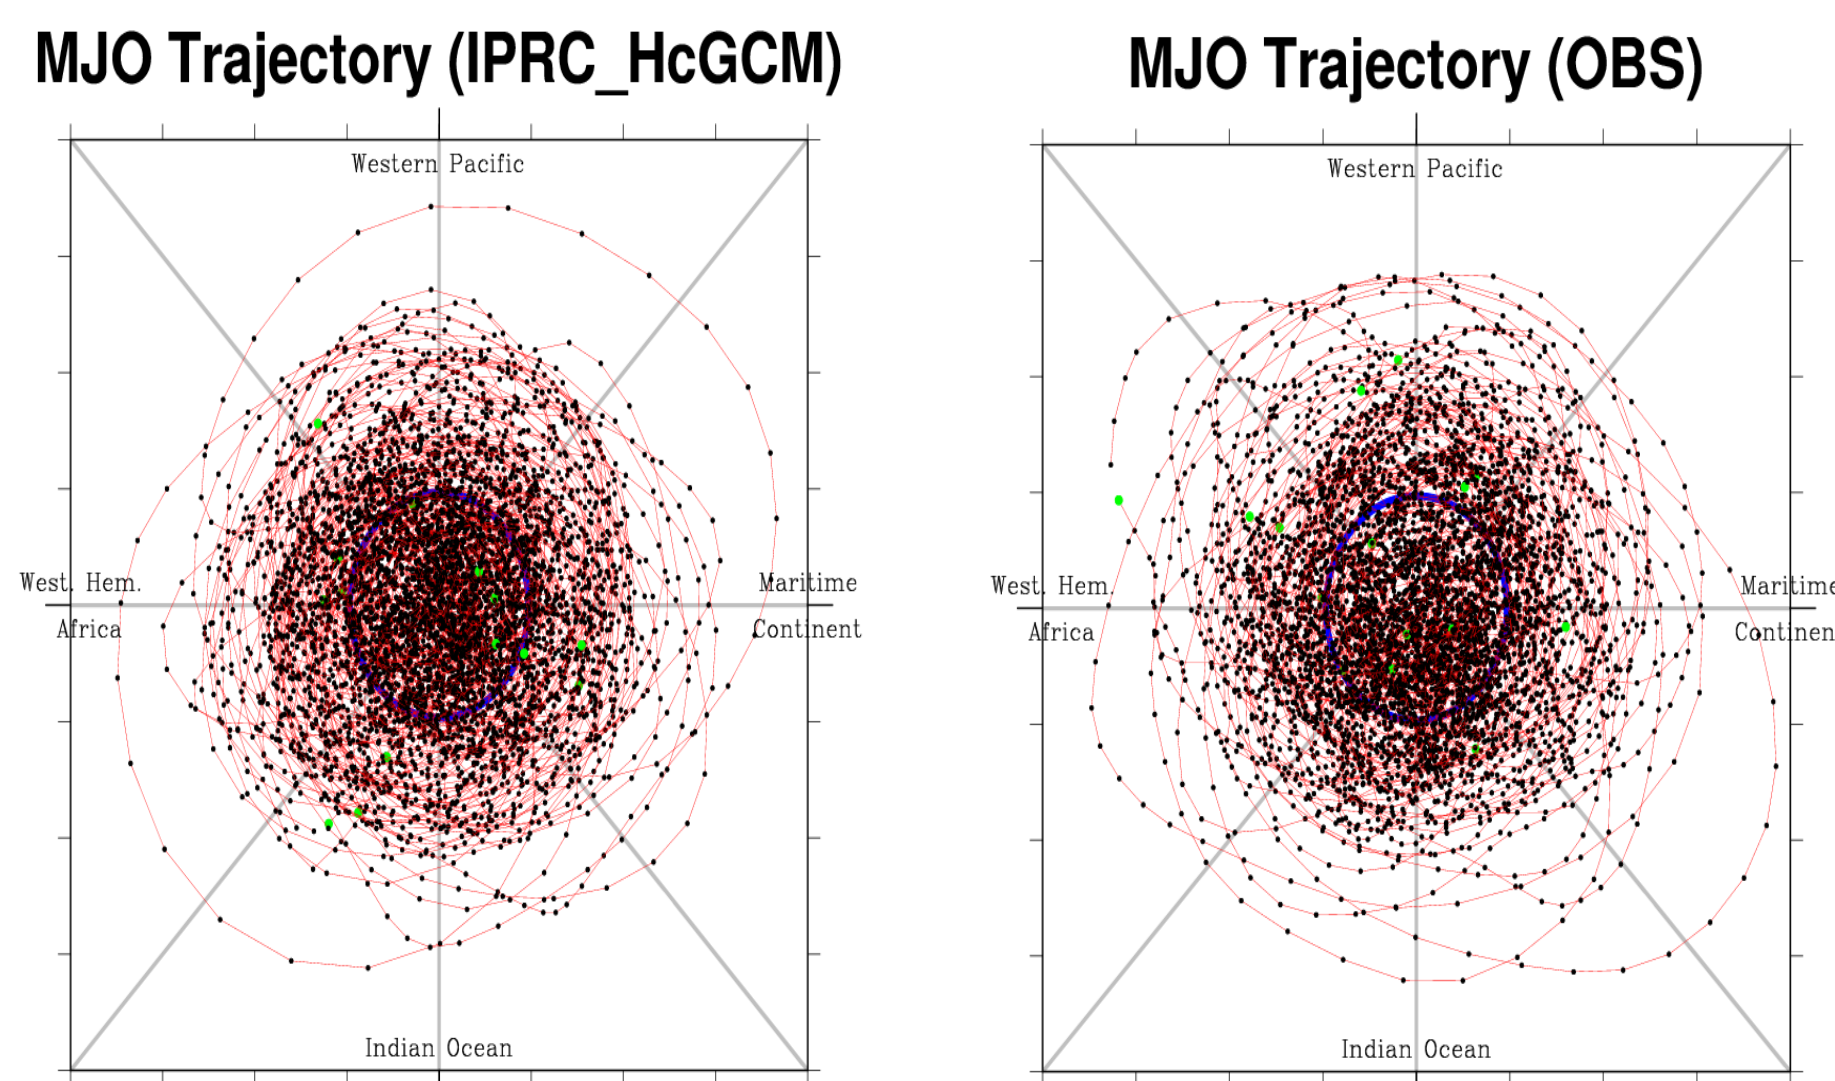 MJO Trajectory (IPRC_HcGCM)
Western Pacific
West. Hem.
Africa
Maritime
Continent
Indian Ocean
MJO Trajectory (OBS)
Western Pacific
West. Hem.
Africa
Maritime
Continen
Indian Ocean